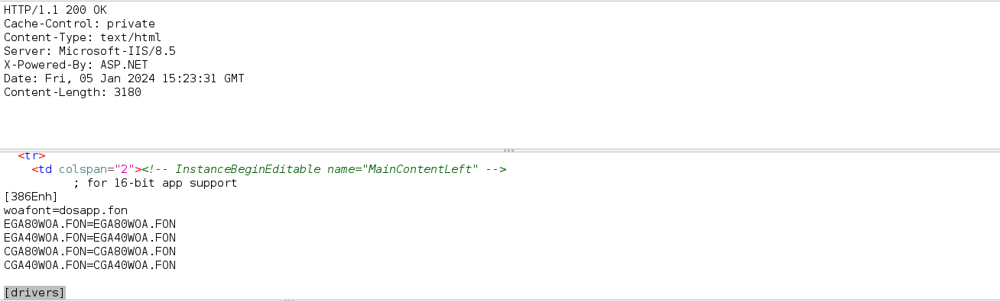 HTTP/1.1 200 OK
Cache-Control: private
Content-Type: text/html
Server: Microsoft-IIS/8.5
X-Powered-By: ASP.NET
Date: Fri, 05 Jan 2024 15:23:31 GMT
Content-Length: 3180
<tr>
<td colspan="2"><!-- InstanceBeginEditable name="MainContentLeft" -->
; for 16-bit app support
[386Enh]
woafont=dosapp.fon
EGA80WOA.FON=EGA80WOA.FON
EGA40WOA.FON=EGA40WOA.FON
CGA80WOA.FON=CGA80WOA.FON
CGA40WOA.FON=CGA40WOA.FON
[drivers]